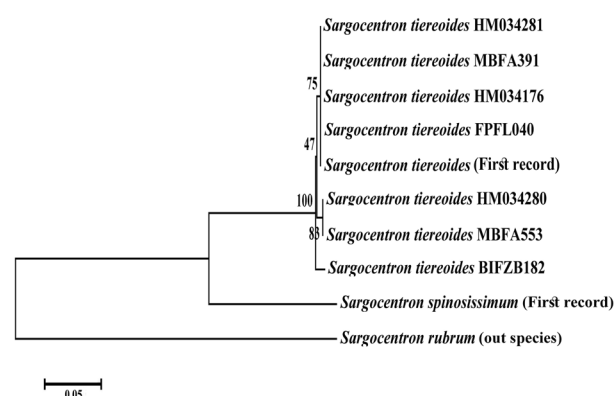 Sargocentron tiereoides HM034281
Sargocentron tiereoides MBFA391
75
Sargocentron tiereoides HM034176
Sargocentron tiereoides FPFL040
47
Sargocentron tiereoides (First record)
100
Sargocentron tiereoides HM034280
83
Sargocentron tiereoides MBFA553
Sargocentron tiereoides BIFZB182
Sargocentron spinosissimum (First record)
Sargocentron rubrum (out species)
0.05